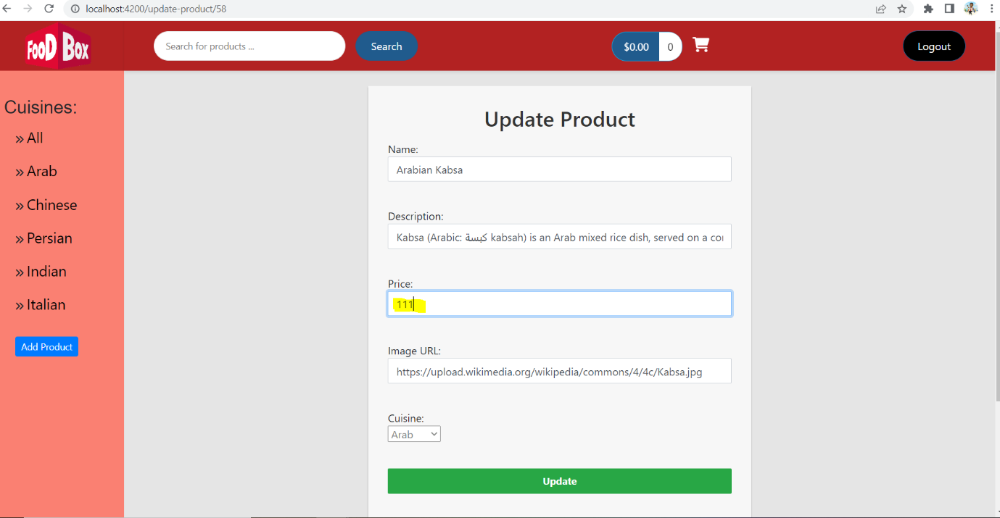 localhost:4200/update-product/58
FooD Box
Search for products ...
Search
$0.00
0
Logout
Cuisines:
» All
» Arab
» Chinese
» Persian
» Indian
» Italian
Add Product
Update Product
Name:
Arabian Kabsa
Description:
Kabsa (Arabic: كبسة kabsah) is an Arab mixed rice dish, served on a co
Price:
111
Image URL:
https://upload.wikimedia.org/wikipedia/commons/4/4c/Kabsa.jpg
Cuisine:
Arab
Update